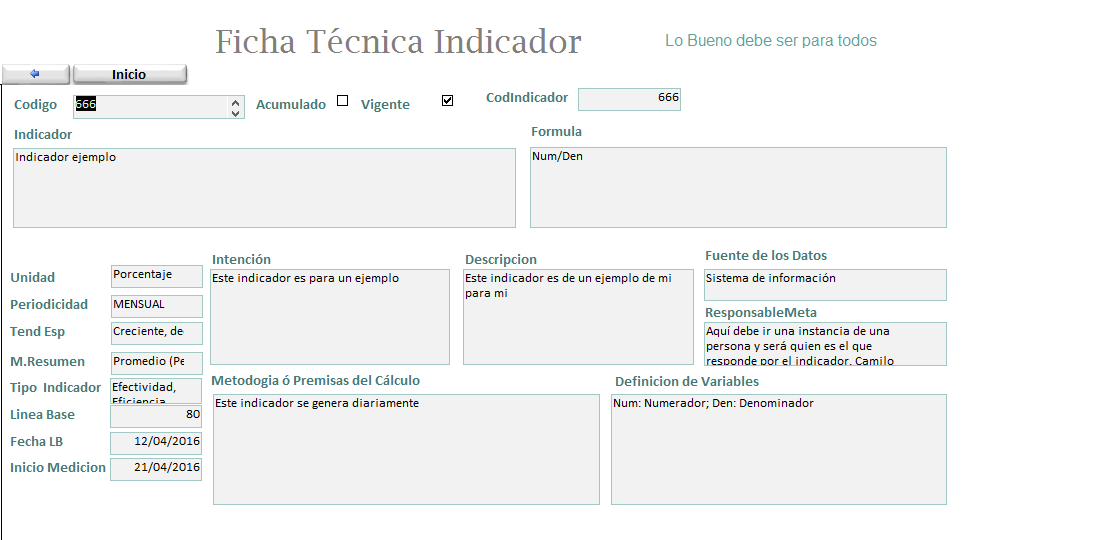 Ficha Técnica Indicador
Lo Bueno debe ser para todos
Inicio
Codigo 666 Acumulado Vigente CodIndicador 666
Indicador
Indicador ejemplo
Formula
Num/Den
Unidad Porcentaje
Periodicidad MENSUAL
Tend Esp Creciente, de
M.Resumen Promedio (Pe
Tipo Indicador Efectividad,
Eficiencia
Linea Base 80
Fecha LB 12/04/2016
Inicio Medicion 21/04/2016
Intención
Este indicador es para un ejemplo
Descripcion
Este indicador es de un ejemplo de mi
para mi
Fuente de los Datos
Sistema de información
ResponsableMeta
Aquí debe ir una instancia de una
persona y será quien es el que
responde por el indicador. Camilo
Metodogia ó Premisas del Cálculo
Este indicador se genera diariamente
Definicion de Variables
Num: Numerador; Den: Denominador